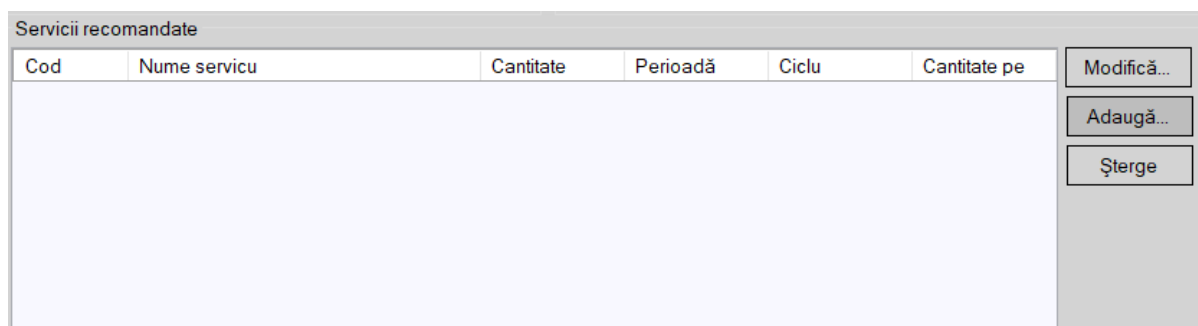 Servicii recomandate
Cod Nume servicu Cantitate Perioadă Ciclu Cantitate pe
Modifică...
Adaugă...
Şterge